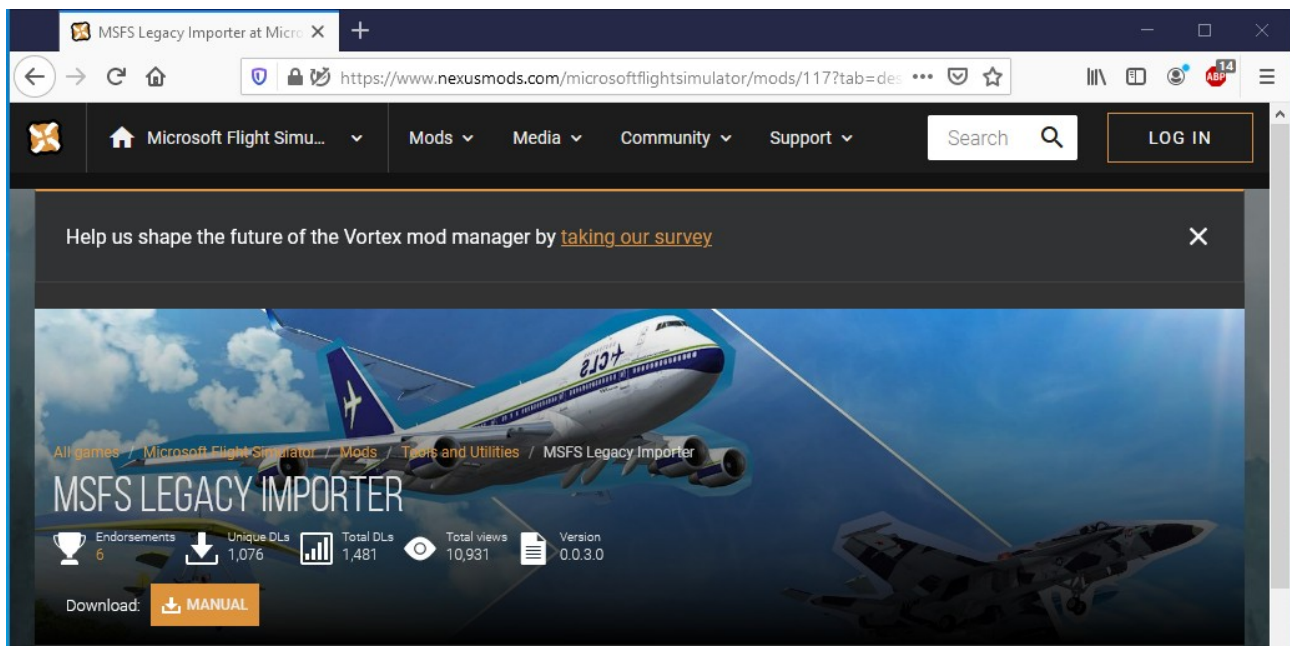 MSFS Legacy Importer at Micro
https://www.nexusmods.com/microsoftflightsimulator/mods/117?tab=des
ABP 14
Microsoft Flight Simu... Mods Media Community Support Search LOG IN
Help us shape the future of the Vortex mod manager by taking our survey
CLS
All games / Microsoft Flight Simulator / Mods / Tools and Utilities / MSFS Legacy Importer
MSFS LEGACY IMPORTER
Endorsements Unique DLs Total DLs Total views Version
6 1,076 1,481 10,931 0.0.3.0
Download: MANUAL